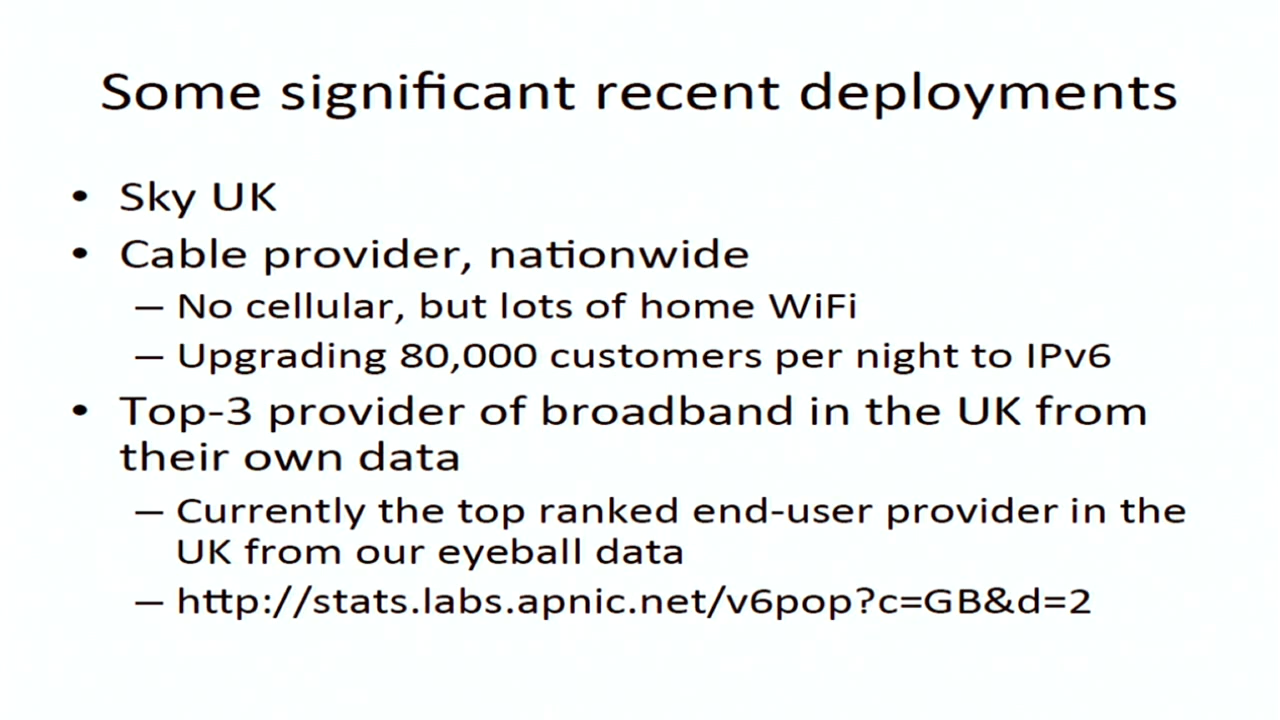 Some significant recent deployments
• Sky UK
• Cable provider, nationwide
– No cellular, but lots of home WiFi
– Upgrading 80,000 customers per night to IPv6
• Top-3 provider of broadband in the UK from
their own data
– Currently the top ranked end-user provider in the
UK from our eyeball data
– http://stats.labs.apnic.net/v6pop?c=GB&d=2